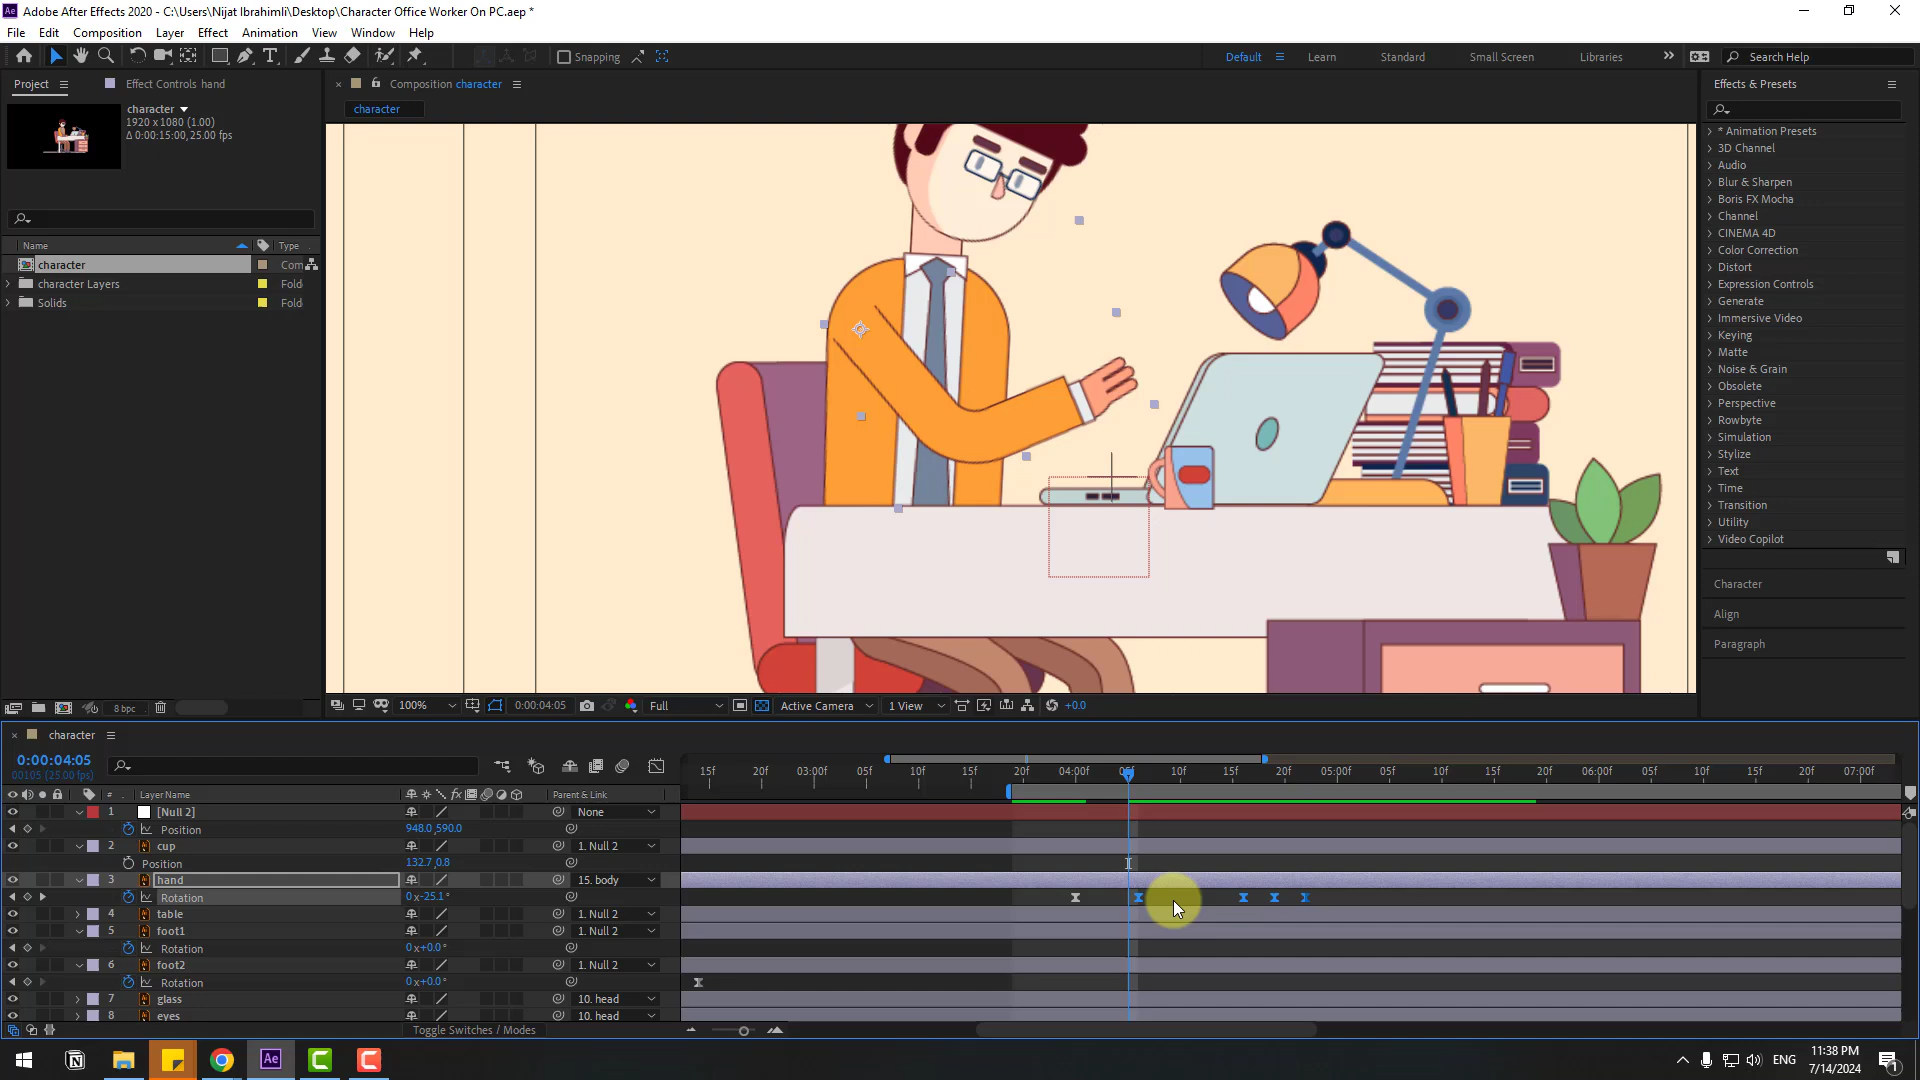 Ae Adobe After Effects 2020 - C:\Users\Nijat Ibrahimli\Desktop\Character Office Worker On PC.aep *
File Edit Composition Layer Effect Animation View Window Help
Snapping Default Learn Standard Small Screen Libraries Search Help
Project Effect Controls hand Composition character Effects & Presets
character
1920 x 1080 (1.00)
Δ 0:00:15:00, 25.00 fps
character
Name Type
character Com
character Layers Fold
Solids Fold
* Animation Presets
3D Channel
Audio
Blur & Sharpen
Boris FX Mocha
Channel
CINEMA 4D
Color Correction
Distort
Expression Controls
Generate
Immersive Video
Keying
Matte
Noise & Grain
Obsolete
Perspective
Rowbyte
Simulation
Stylize
Text
Time
Transition
Utility
Video Copilot
Character
Align
Paragraph
8 bpc 100% 0:00:04:05 Full Active Camera 1 View +0.0
character
0:00:04:05
00105 (25.00 fps)
15f 20f 03:00f 05f 10f 15f 20f 04:00f 10f 15f 20f 05:00f 05f 10f 15f 20f 06:00f 05f 10f 15f 20f 07:00f
# Layer Name fx Parent & Link
1 [Null 2] None
Position 948.0,590.0
2 cup 1. Null 2
Position 132.7,0.8
3 hand 15. body
Rotation 0x-25.1°
4 table 1. Null 2
5 foot1 1. Null 2
Rotation 0x+0.0°
6 foot2 1. Null 2
Rotation 0x+0.0°
7 glass 10. head
8 eyes 10. head
Toggle Switches / Modes
Ae ENG 11:38 PM
7/14/2024
1